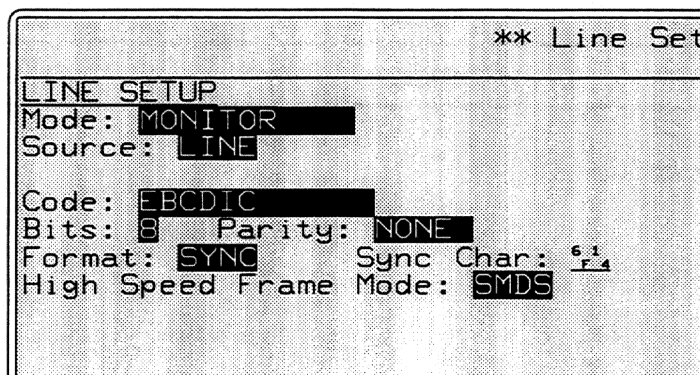 ** Line Set
LINE SETUP
Mode: MONITOR
Source: LINE
Code: EBCDIC
Bits: 8 Parity: NONE
Format: SYNC Sync Char: 6F14
High Speed Frame Mode: SMDS